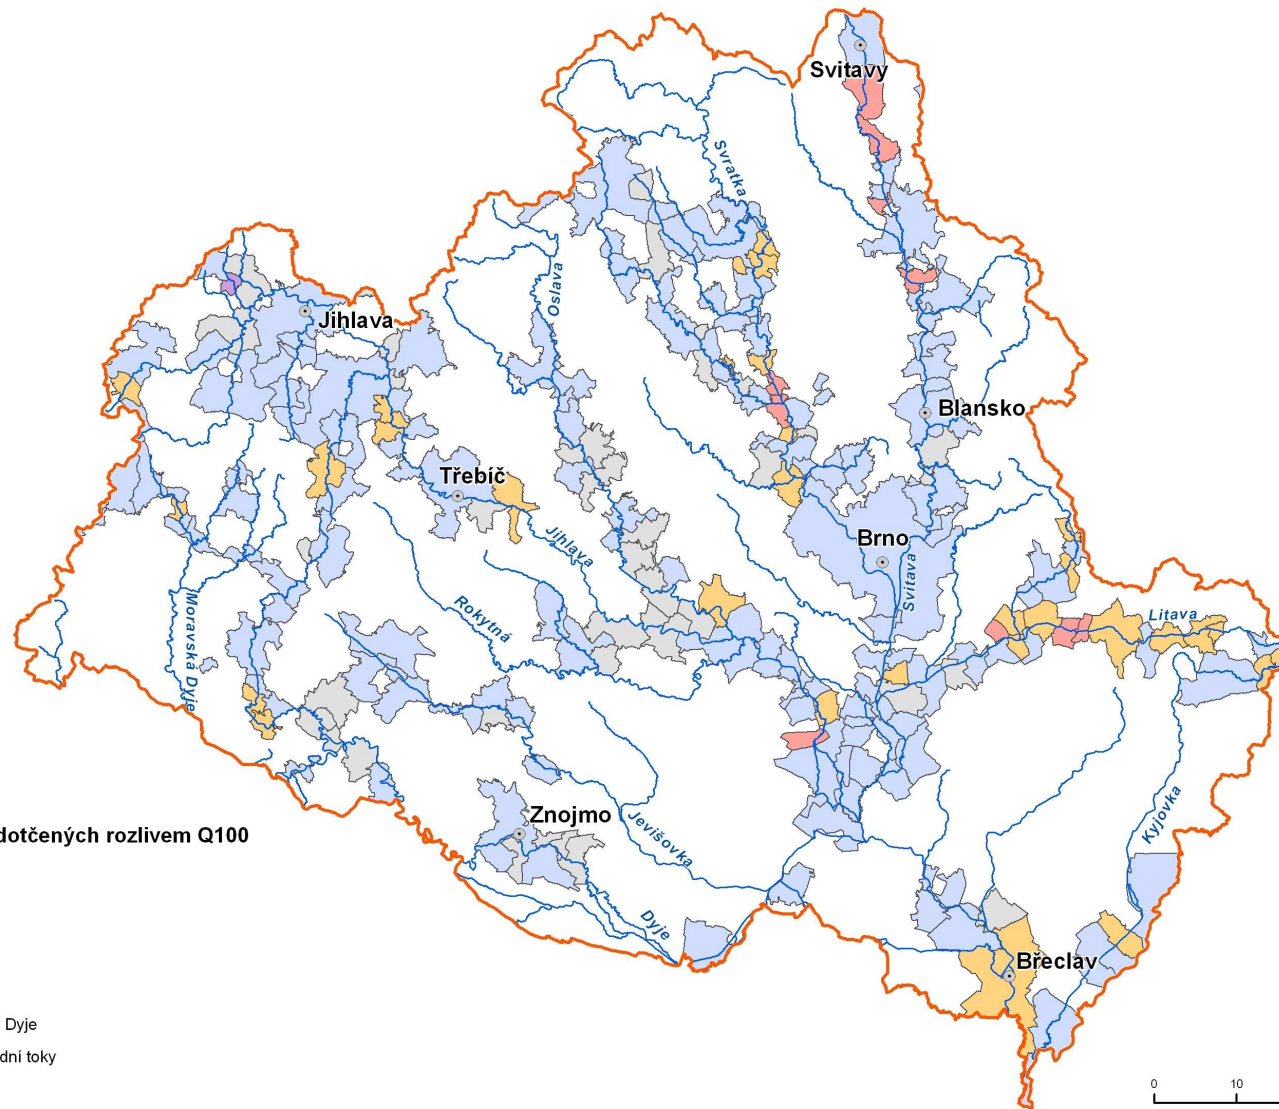 Svitavy
Svratka
Oslava
Jihlava
Blansko
Třebíč
Brno
Jihlava
Svitava
Rokytná
Moravská Dyje
Litava
Kyjovka
Znojmo
Jevišovka
dotčených rozlivem Q100
Dyje
Břeclav
Dyje
dní toky
0 10